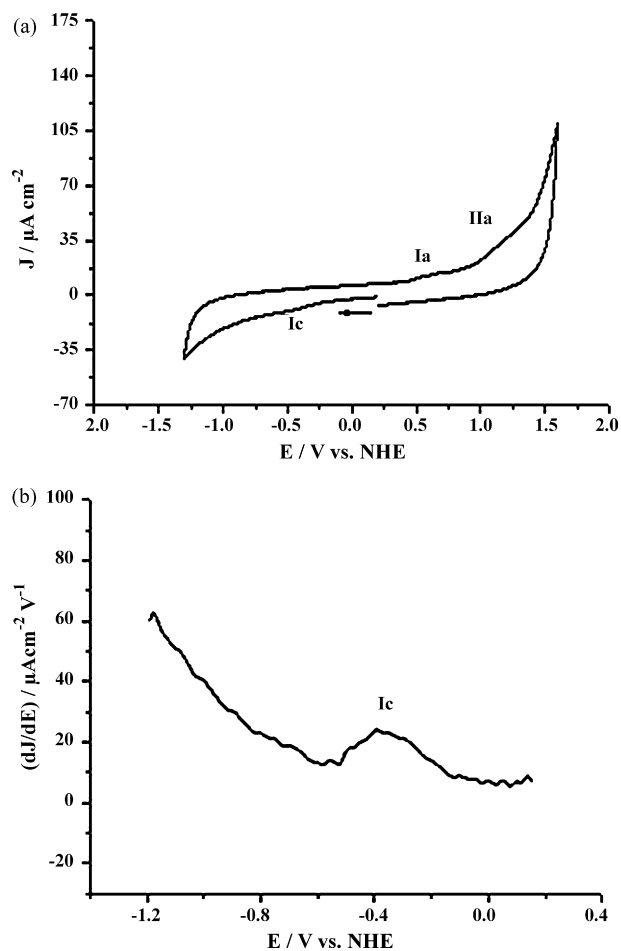 (a)
175
140
105
70
35
0
-35
-70
J / µA cm⁻²
Ia
IIa
Ic
2.0 -1.5 -1.0 -0.5 0.0 0.5 1.0 1.5 2.0
E / V vs. NHE
(b)
100
80
60
40
20
0
-20
(dJ/dE) / µAcm⁻² V⁻¹
Ic
-1.2 -0.8 -0.4 0.0 0.4
E / V vs. NHE